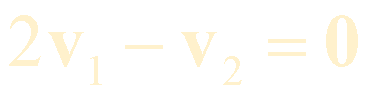 2v₁ − v₂ = 0